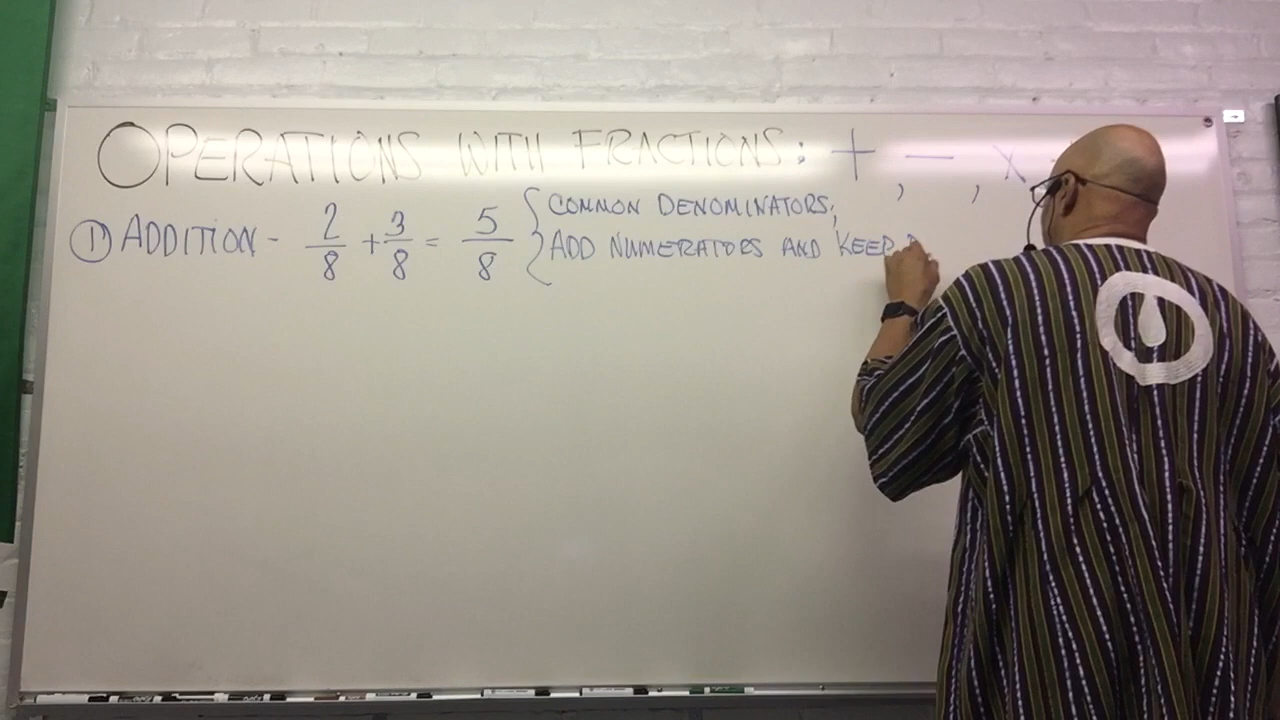 OPERATIONS WITH FRACTIONS: +, −, X
① ADDITION - 2/8 + 3/8 = 5/8 { COMMON DENOMINATORS;
ADD NUMERATORS AND KEEP